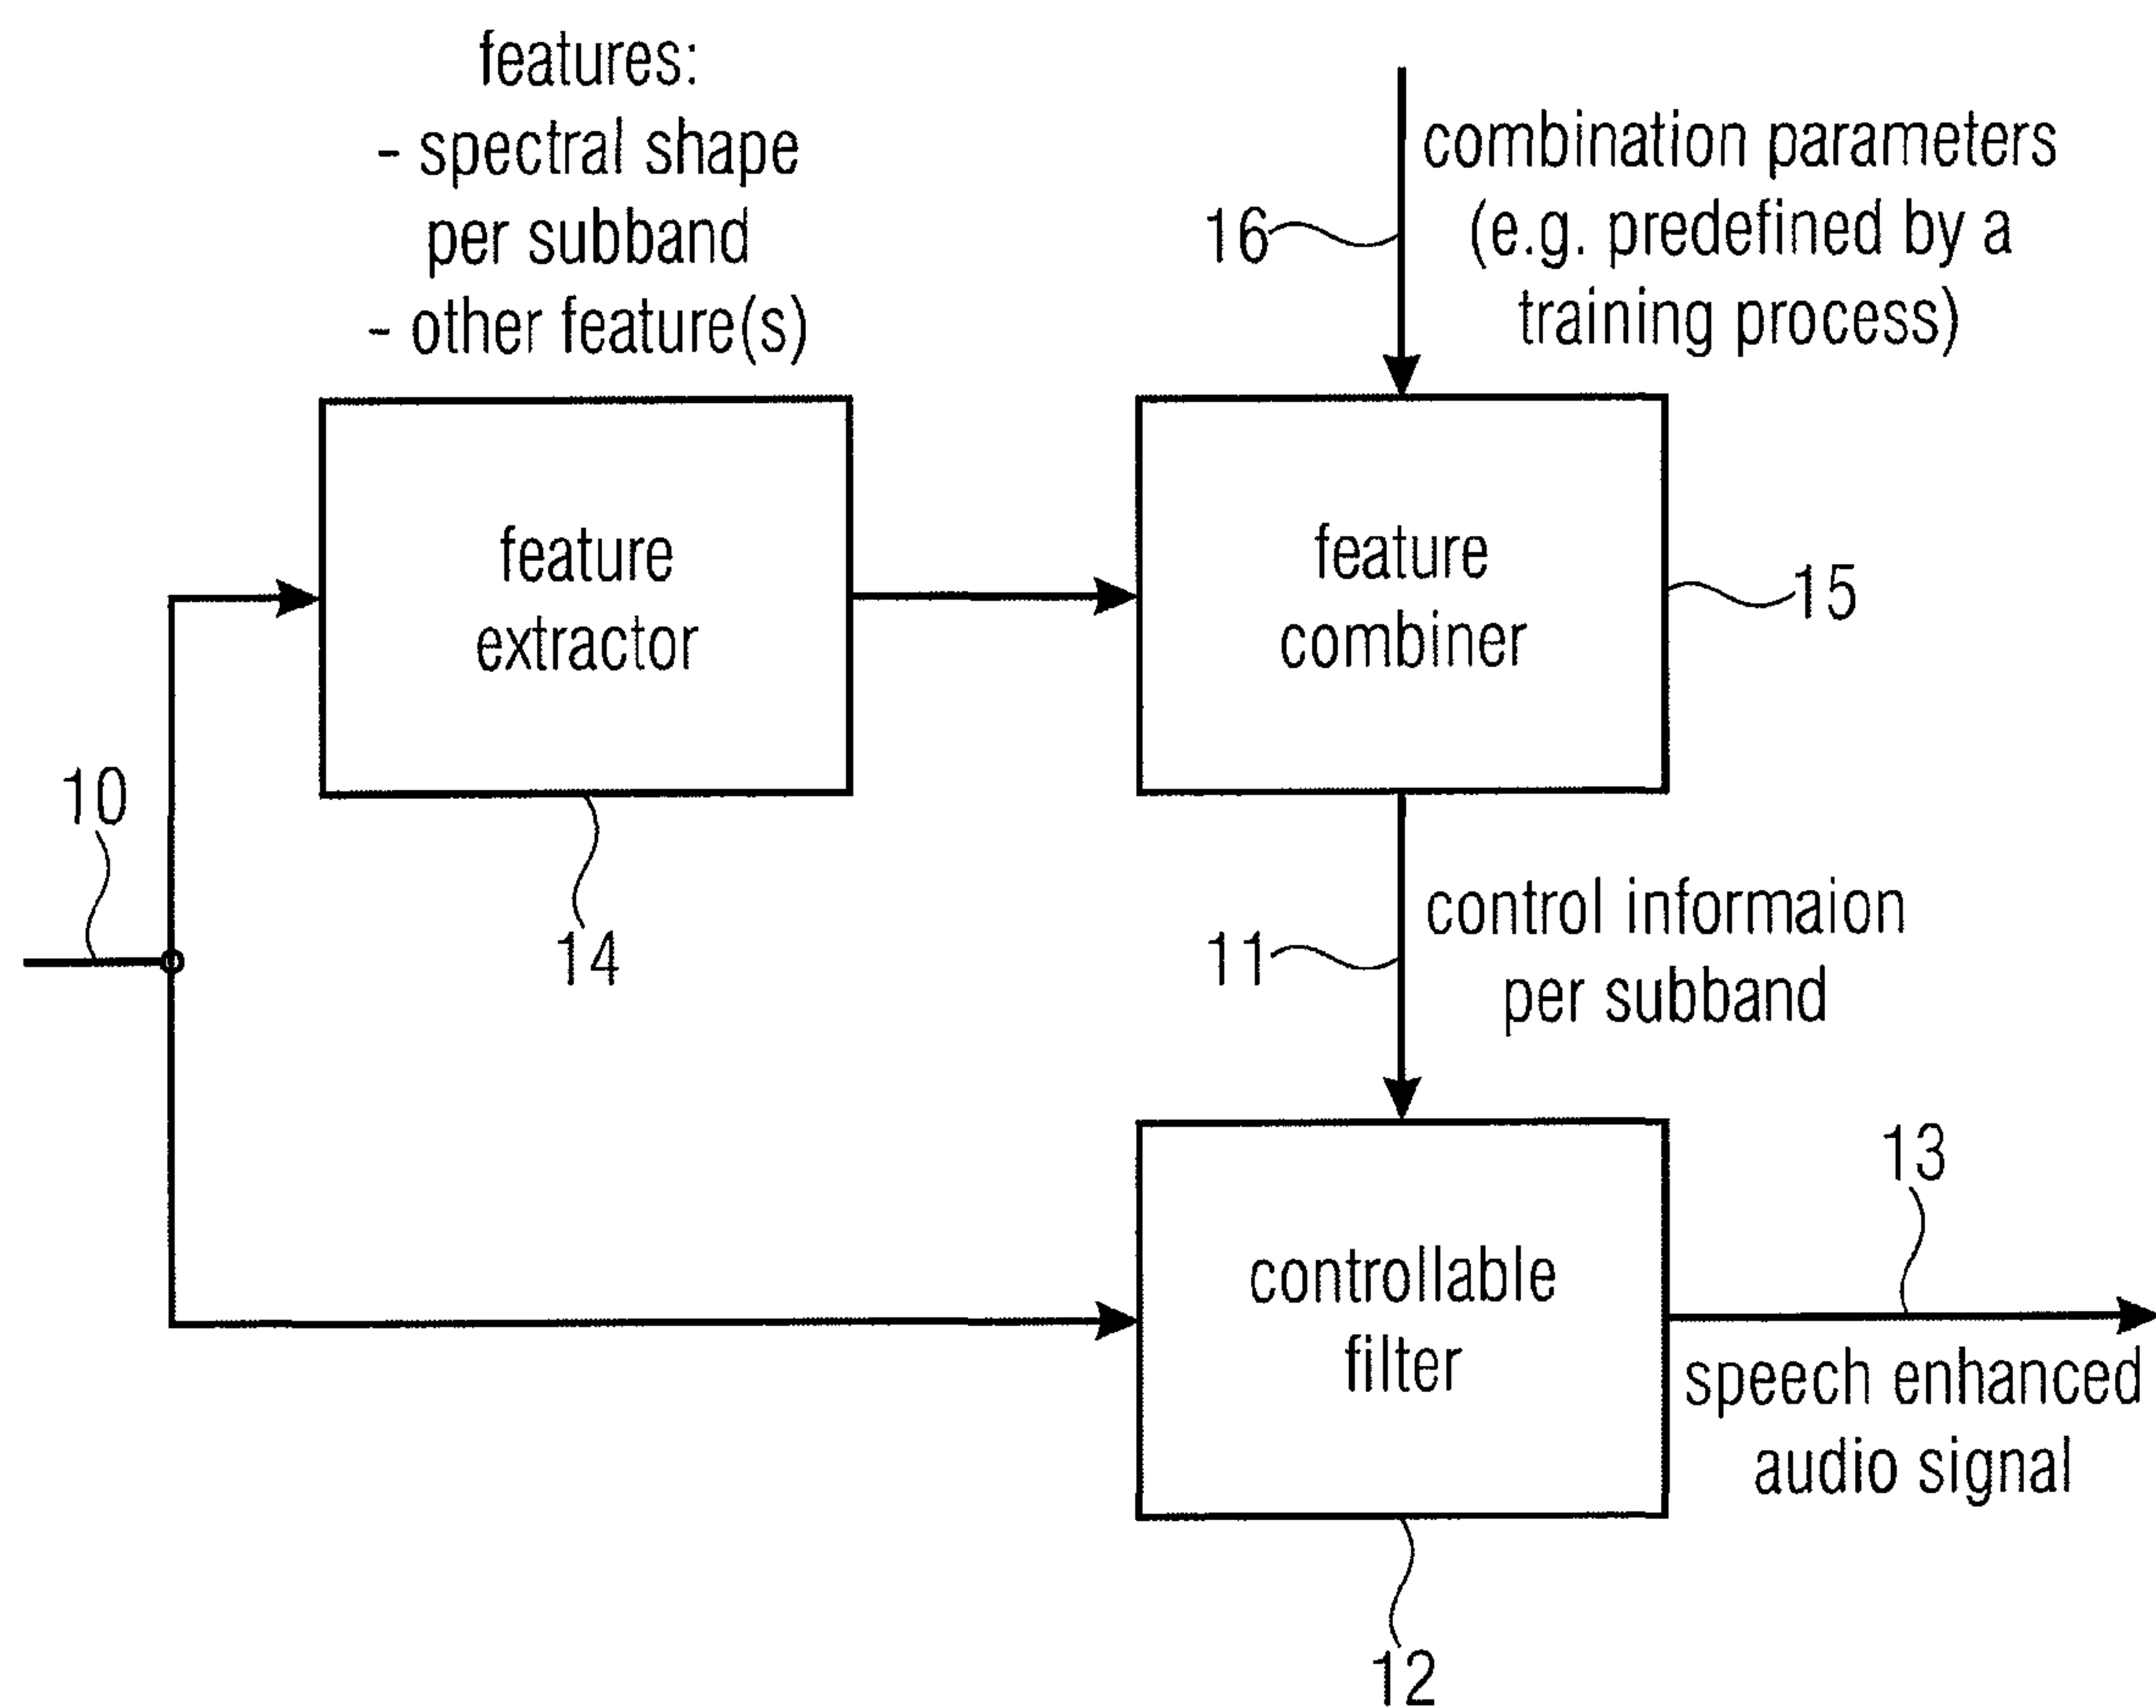 features:
- spectral shape
per subband
- other feature(s)
combination parameters
(e.g. predefined by a
training process)
16
feature
extractor
feature
combiner
15
10
14
11
control informaion
per subband
13
controllable
filter
speech enhanced
audio signal
12